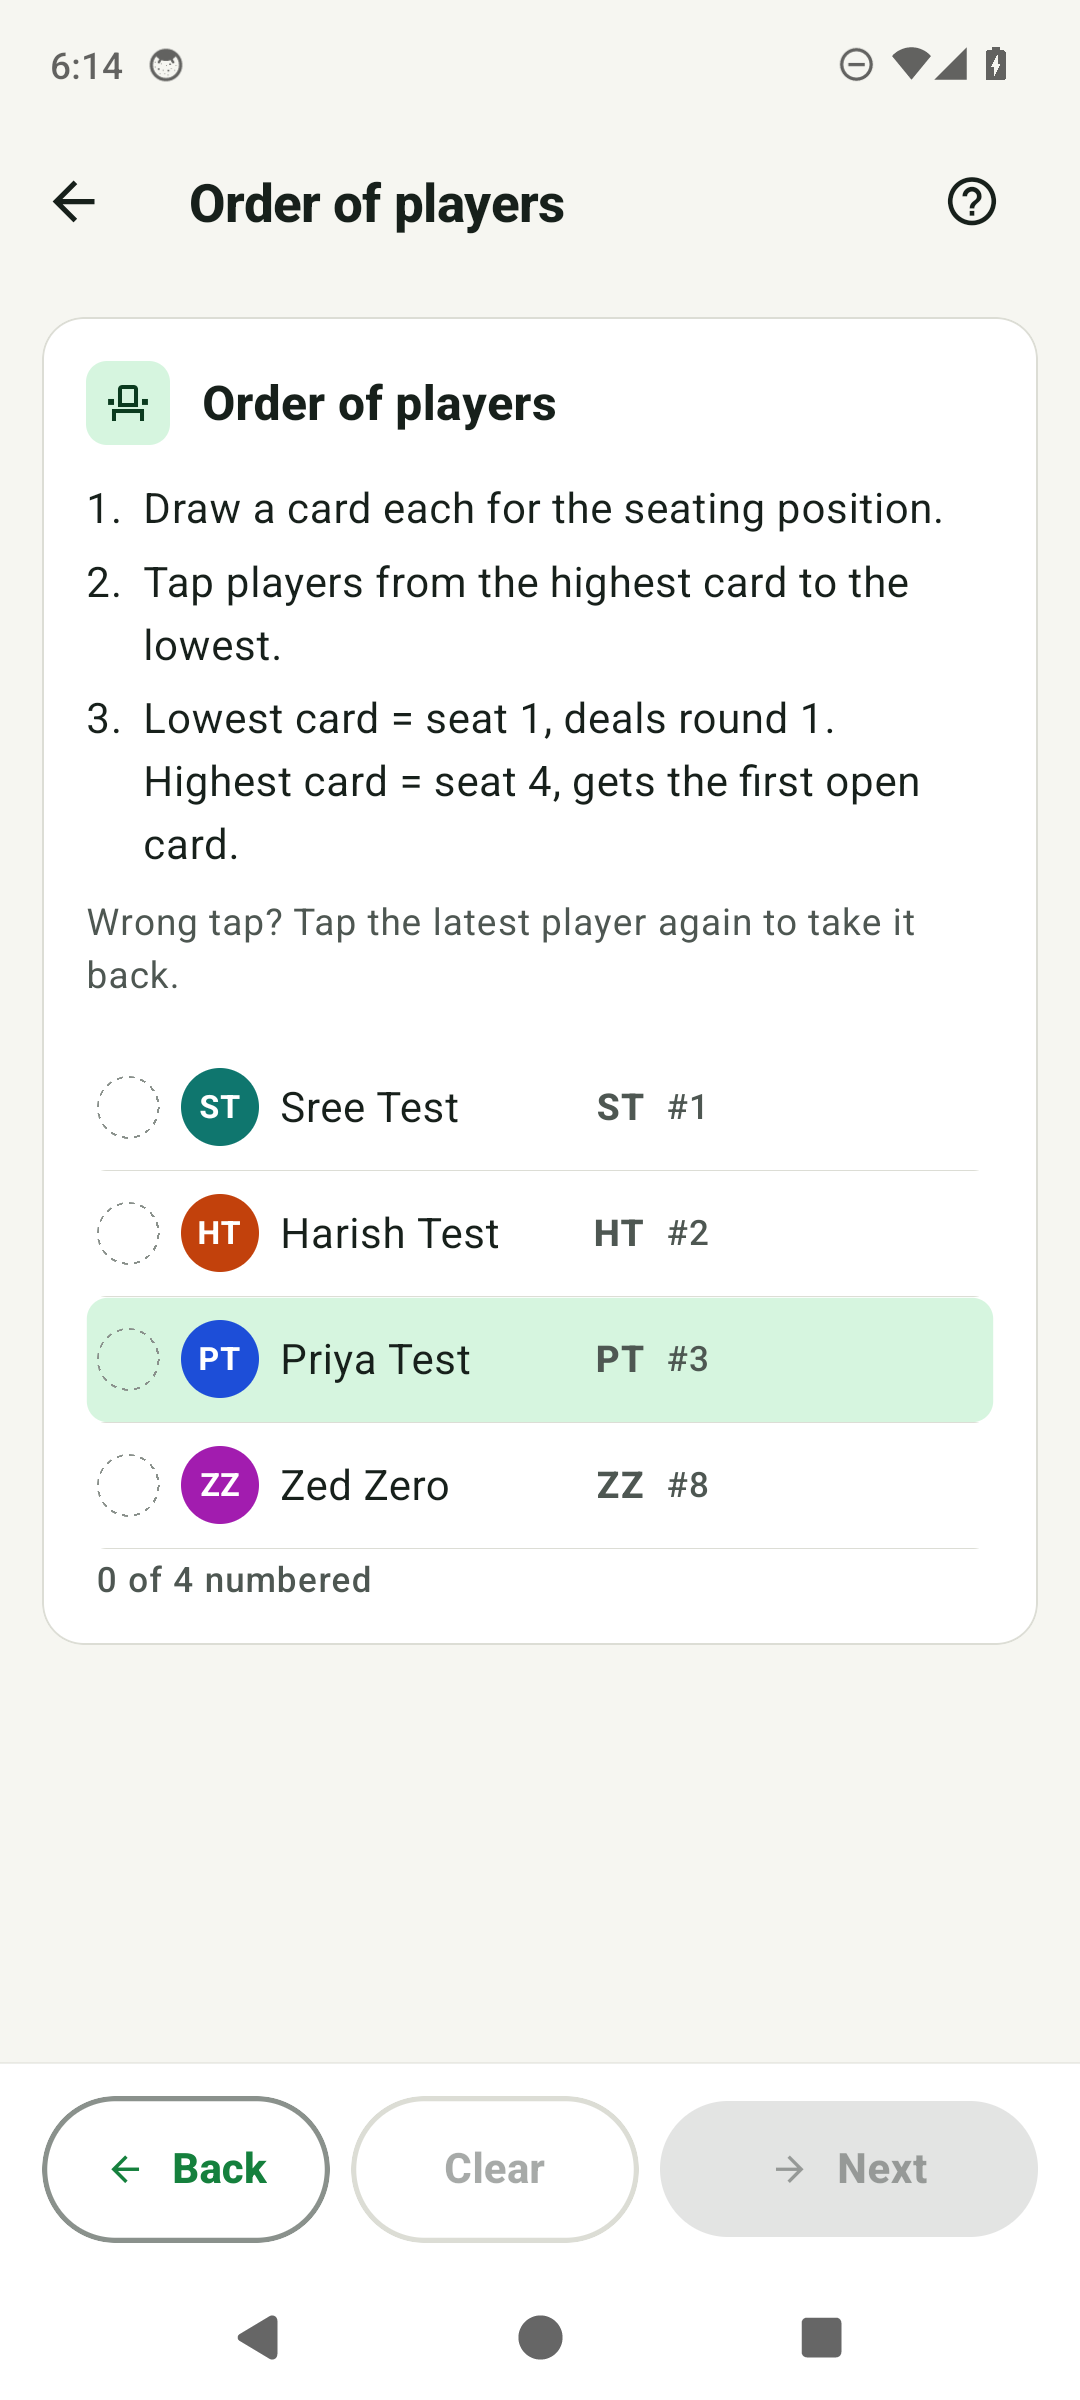 6:14
Order of players
Order of players
1. Draw a card each for the seating position.
2. Tap players from the highest card to the
lowest.
3. Lowest card = seat 1, deals round 1.
Highest card = seat 4, gets the first open
card.
Wrong tap? Tap the latest player again to take it
back.
ST Sree Test ST #1
HT Harish Test HT #2
PT Priya Test PT #3
ZZ Zed Zero ZZ #8
0 of 4 numbered
Back Clear Next